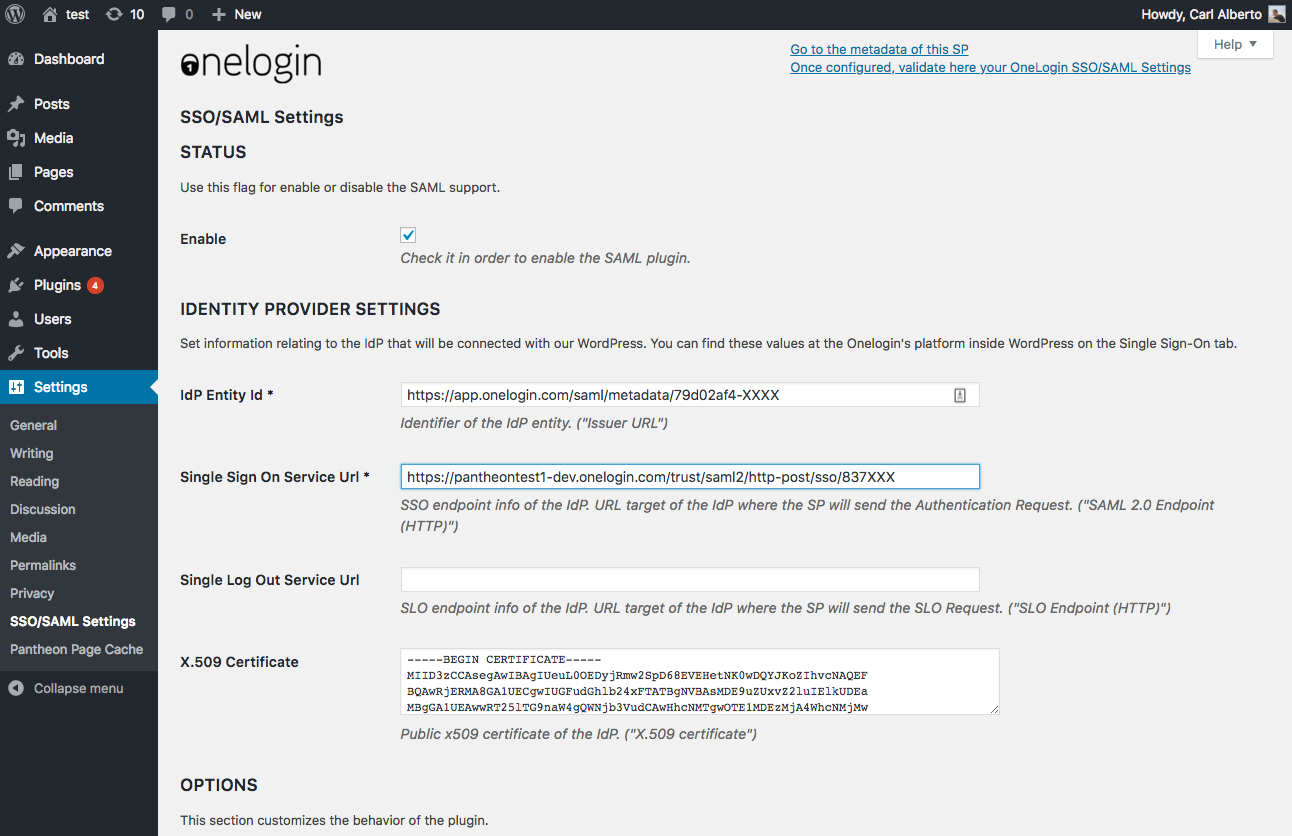 test 10 0 New Howdy, Carl Alberto
Dashboard
Posts
Media
Pages
Comments
Appearance
Plugins 4
Users
Tools
Settings
General
Writing
Reading
Discussion
Media
Permalinks
Privacy
SSO/SAML Settings
Pantheon Page Cache
Collapse menu
onelogin
Go to the metadata of this SP
Once configured, validate here your OneLogin SSO/SAML Settings
Help
SSO/SAML Settings
STATUS
Use this flag for enable or disable the SAML support.
Enable
Check it in order to enable the SAML plugin.
IDENTITY PROVIDER SETTINGS
Set information relating to the IdP that will be connected with our WordPress. You can find these values at the Onelogin's platform inside WordPress on the Single Sign-On tab.
IdP Entity Id * https://app.onelogin.com/saml/metadata/79d02af4-XXXX
Identifier of the IdP entity. ("Issuer URL")
Single Sign On Service Url * https://pantheontest1-dev.onelogin.com/trust/saml2/http-post/sso/837XXX
SSO endpoint info of the IdP. URL target of the IdP where the SP will send the Authentication Request. ("SAML 2.0 Endpoint
(HTTP)")
Single Log Out Service Url
SLO endpoint info of the IdP. URL target of the IdP where the SP will send the SLO Request. ("SLO Endpoint (HTTP)")
X.509 Certificate
-----BEGIN CERTIFICATE-----
MIID3zCCAsegAwIBAgIUeuL0OEDyjRmw2SpD68EVEHetNK0wDQYJKoZIhvcNAQEF
BQAwRjERMA8GA1UECgwIUGFudGhlb24xFTATBgNVBAsMDE9uZUxvZ2luIElkUDEa
MBgGA1UEAwwRT25lTG9naW4gQWNjb3VudCAwHhcNMTgwOTE1MDEzMjA4WhcNMjMw
Public x509 certificate of the IdP. ("X.509 certificate")
OPTIONS
This section customizes the behavior of the plugin.